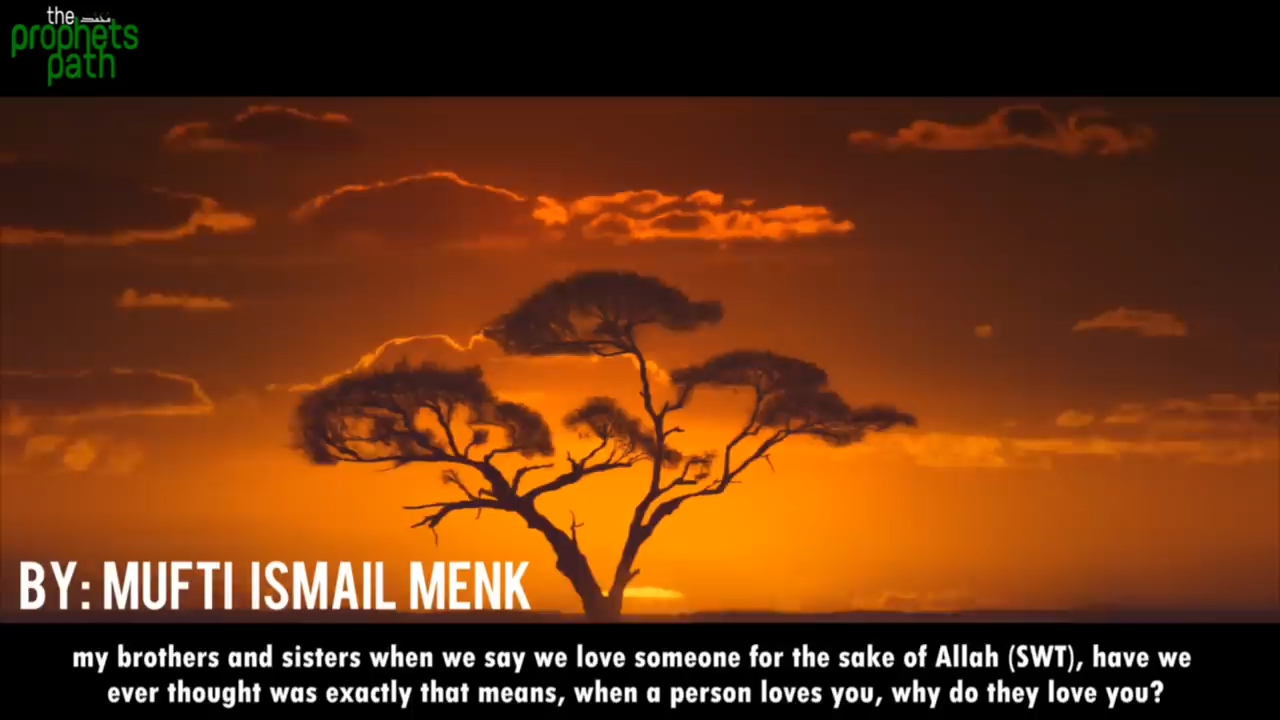 the
prophets
path
BY: MUFTI ISMAIL MENK
my brothers and sisters when we say we love someone for the sake of Allah (SWT), have we
ever thought was exactly that means, when a person loves you, why do they love you?